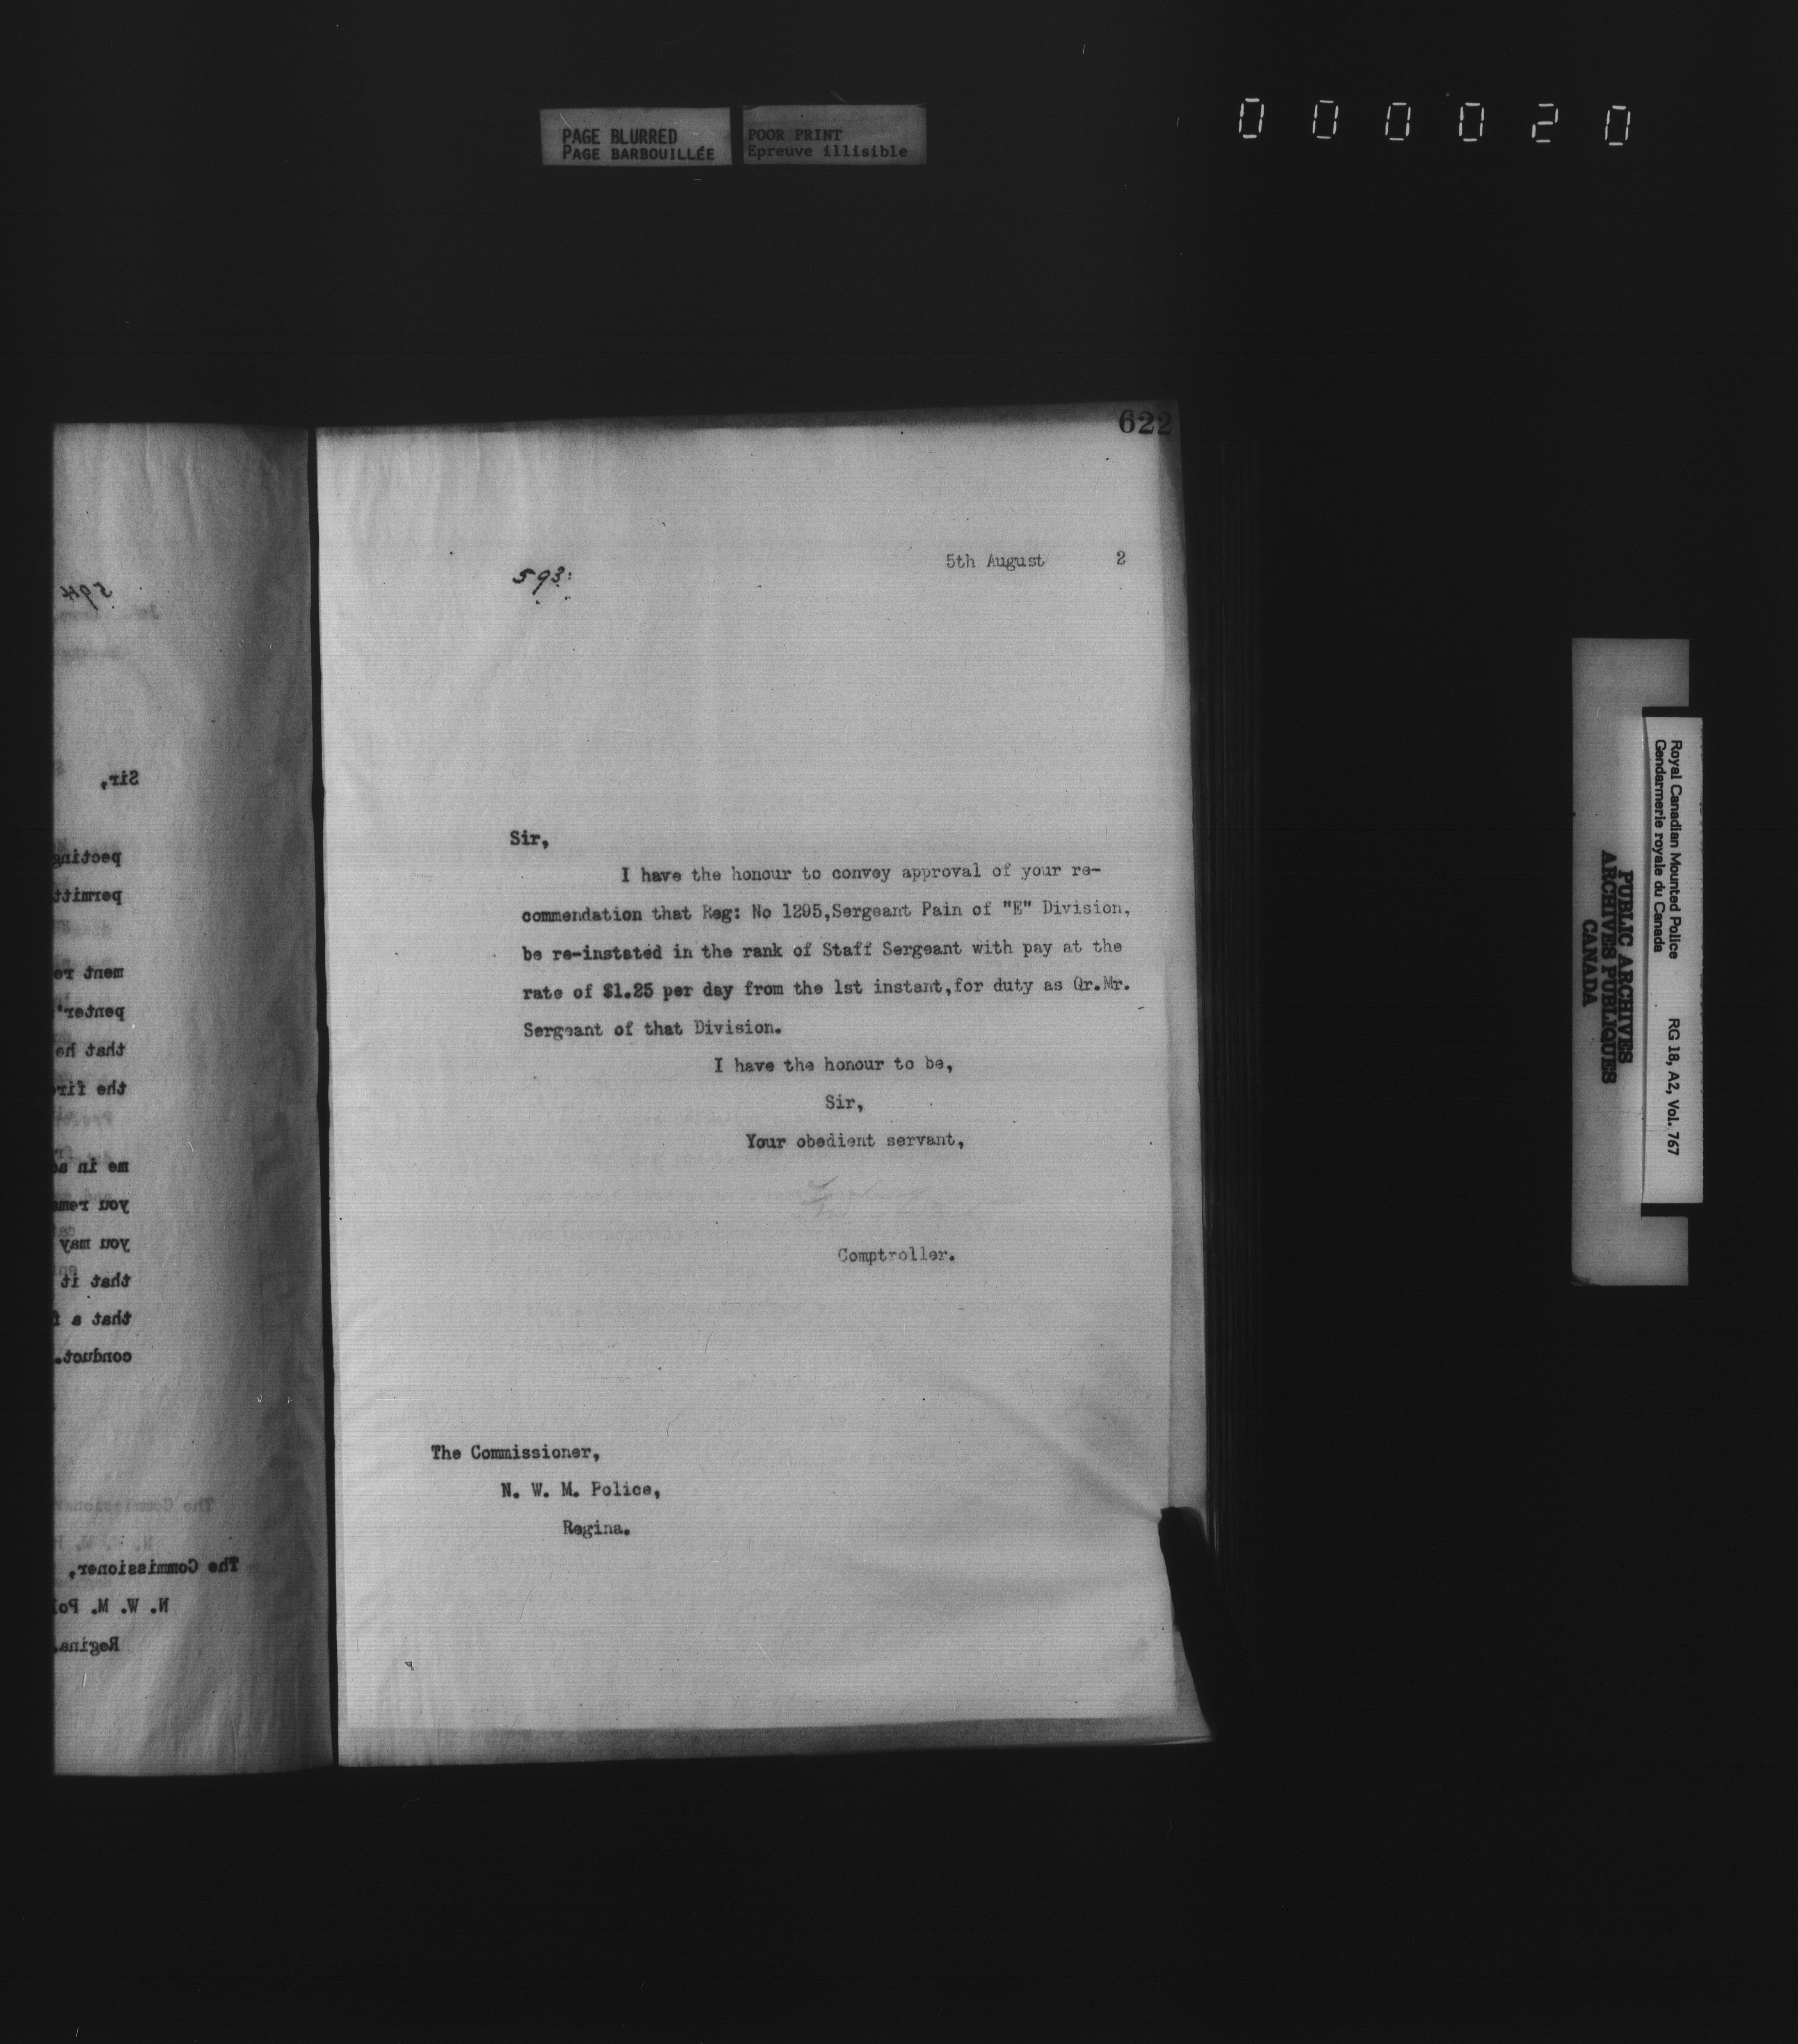 PAGE BLURRED
PAGE BARBOUILLÉE
POOR PRINT
Epreuve illisible
000020
622
593
5th August 2
Sir,
I have the honour to convey approval of your re-
commendation that Reg: No 1295,Sergeant Pain of "E" Division,
be re-instated in the rank of Staff Sergeant with pay at the
rate of $1.25 per day from the 1st instant,for duty as Qr.Mr.
Sergeant of that Division.
I have the honour to be,
Sir,
Your obedient servant,
Comptroller.
The Commissioner,
N. W. M. Police,
Regina.
594
Sir,
pecting
permitt
ment re
penter'
that he
the fire
me in ac
you rema
you may
that it
that a f
conduct.
The Commissioner,
N. W. M. Pol
Regina.
Royal Canadian Mounted Police
Gendarmerie royale du Canada
RG 18, A2, Vol. 767
PUBLIC ARCHIVES
ARCHIVES PUBLIQUES
CANADA